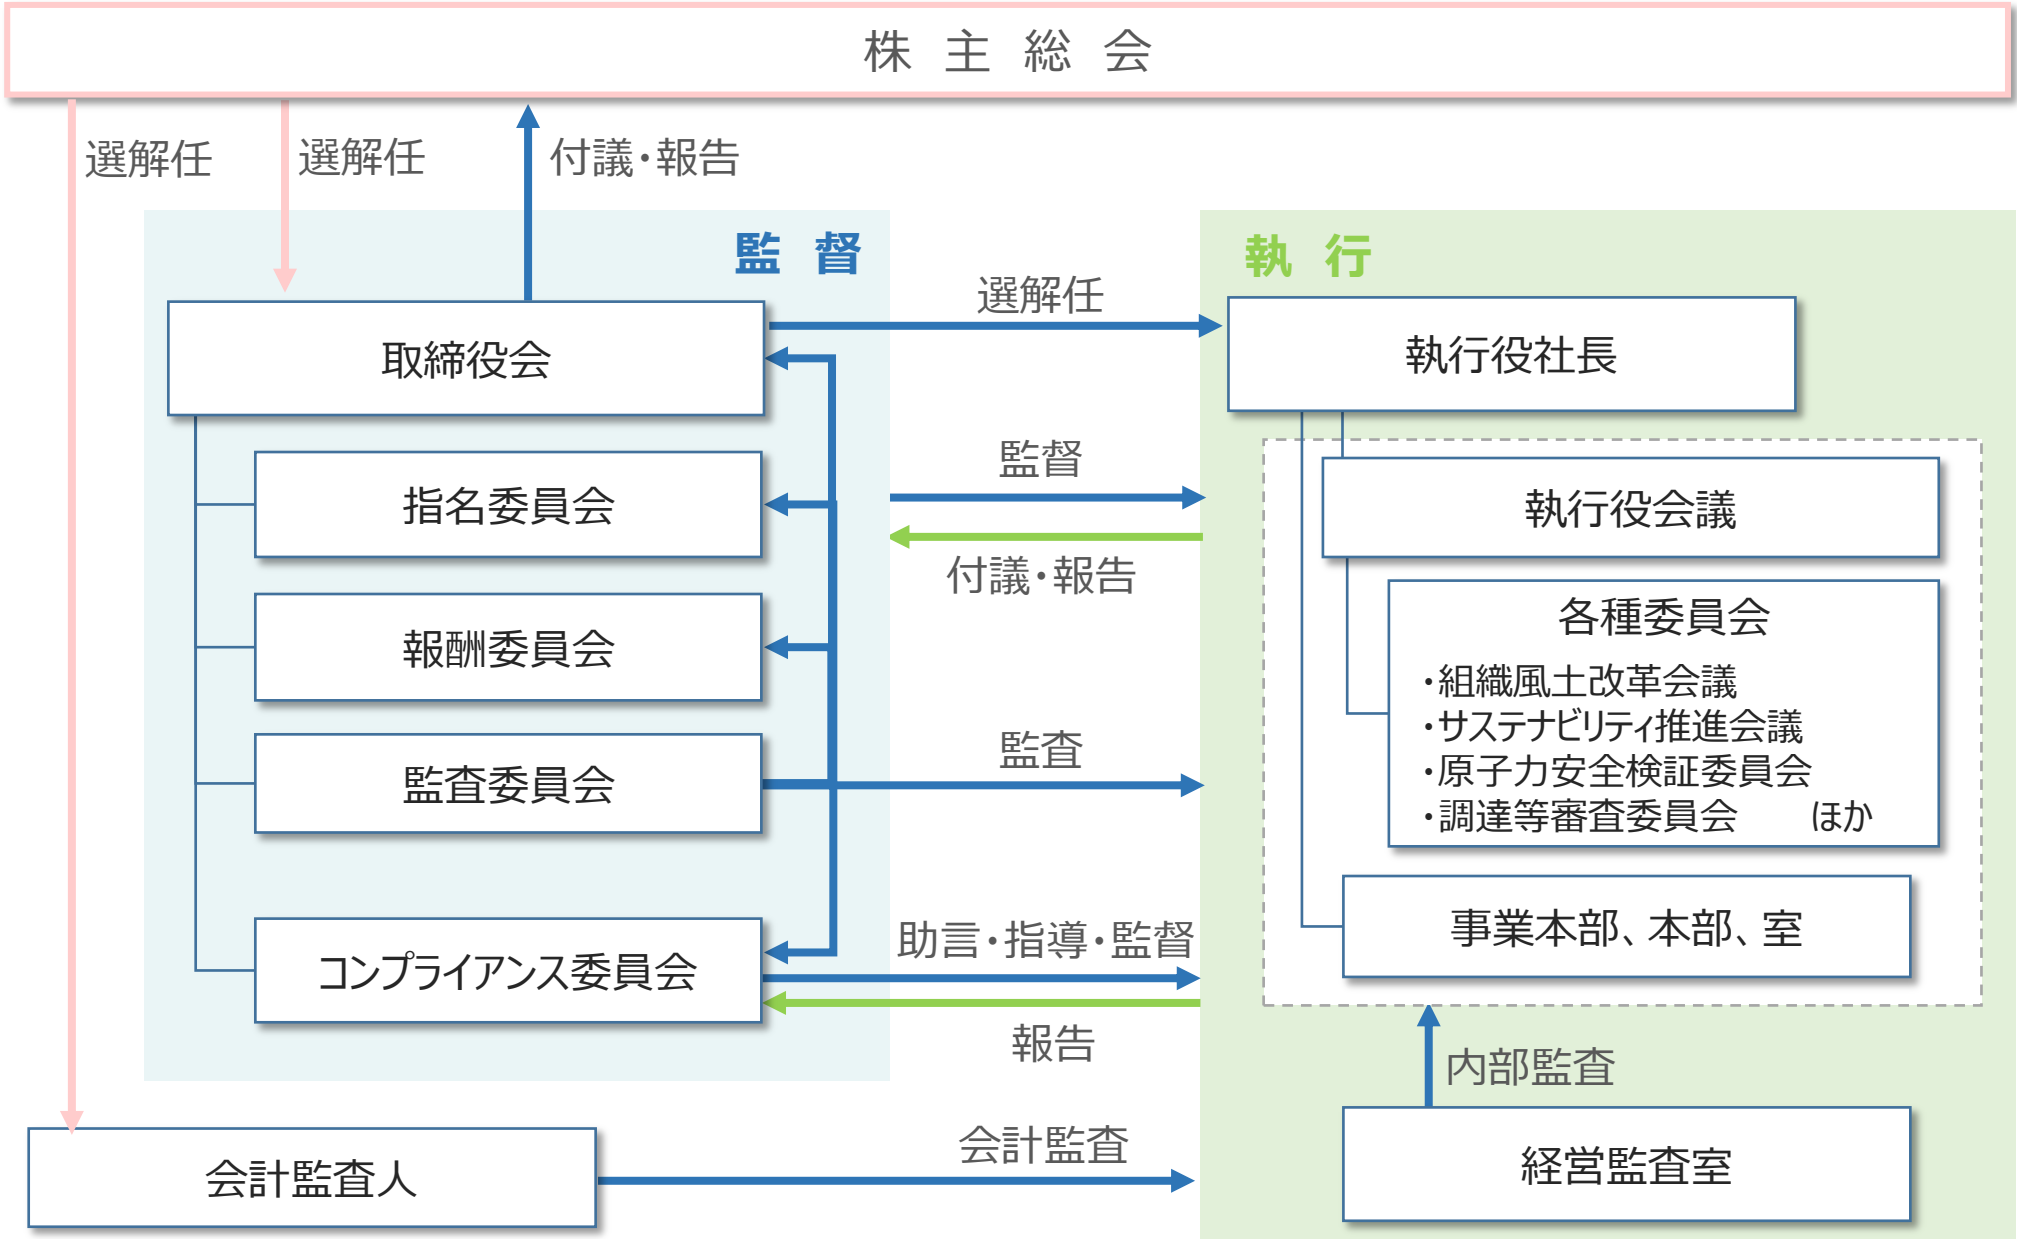 株 主 総 会
選解任
選解任
付議・報告
監 督
執 行
選解任
取締役会
執行役社長
監督
指名委員会
執行役会議
付議・報告
報酬委員会
各種委員会
・組織風土改革会議
・サステナビリティ推進会議
・原子力安全検証委員会
・調達等審査委員会　　ほか
監査
監査委員会
助言・指導・監督
事業本部、本部、室
コンプライアンス委員会
報告
内部監査
会計監査
会計監査人
経営監査室